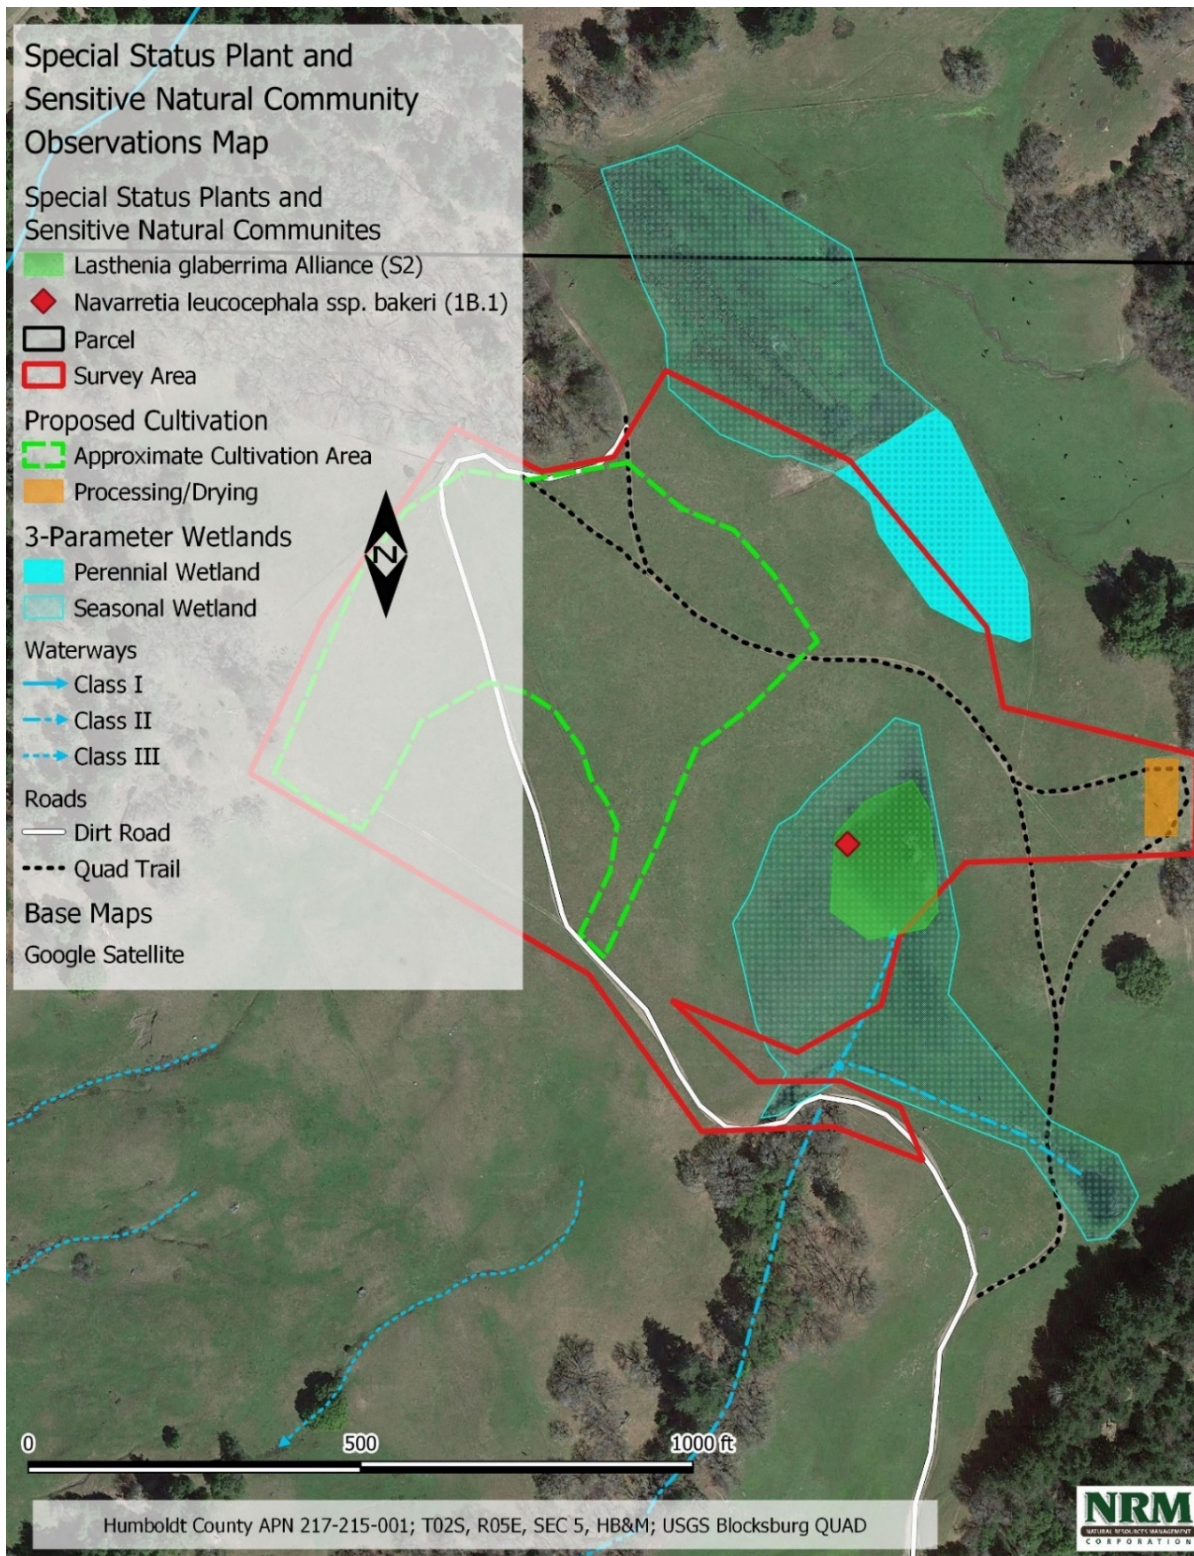 Special Status Plant and
Sensitive Natural Community
Observations Map
Special Status Plants and
Sensitive Natural Communites
Lasthenia glaberrima Alliance (S2)
Navarretia leucocephala ssp. bakeri (1B.1)
Parcel
Survey Area
Proposed Cultivation
Approximate Cultivation Area
Processing/Drying
N
3-Parameter Wetlands
Perennial Wetland
Seasonal Wetland
Waterways
Class I
Class II
Class III
Roads
Dirt Road
Quad Trail
Base Maps
Google Satellite
0 500 1000 ft
Humboldt County APN 217-215-001; T02S, R05E, SEC 5, HB&M; USGS Blocksburg QUAD
NRM
NATURAL RESOURCES MANAGEMENT
CORPORATION